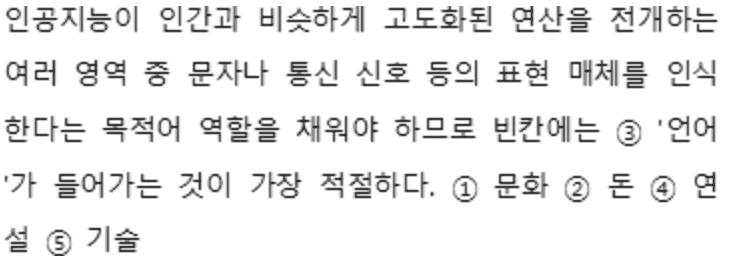 인공지능이 인간과 비슷하게 고도화된 연산을 전개하는
여러 영역 중 문자나 통신 신호 등의 표현 매체를 인식
한다는 목적어 역할을 채워야 하므로 빈칸에는 ③ '언어
'가 들어가는 것이 가장 적절하다. ① 문화 ② 돈 ④ 연
설 ⑤ 기술